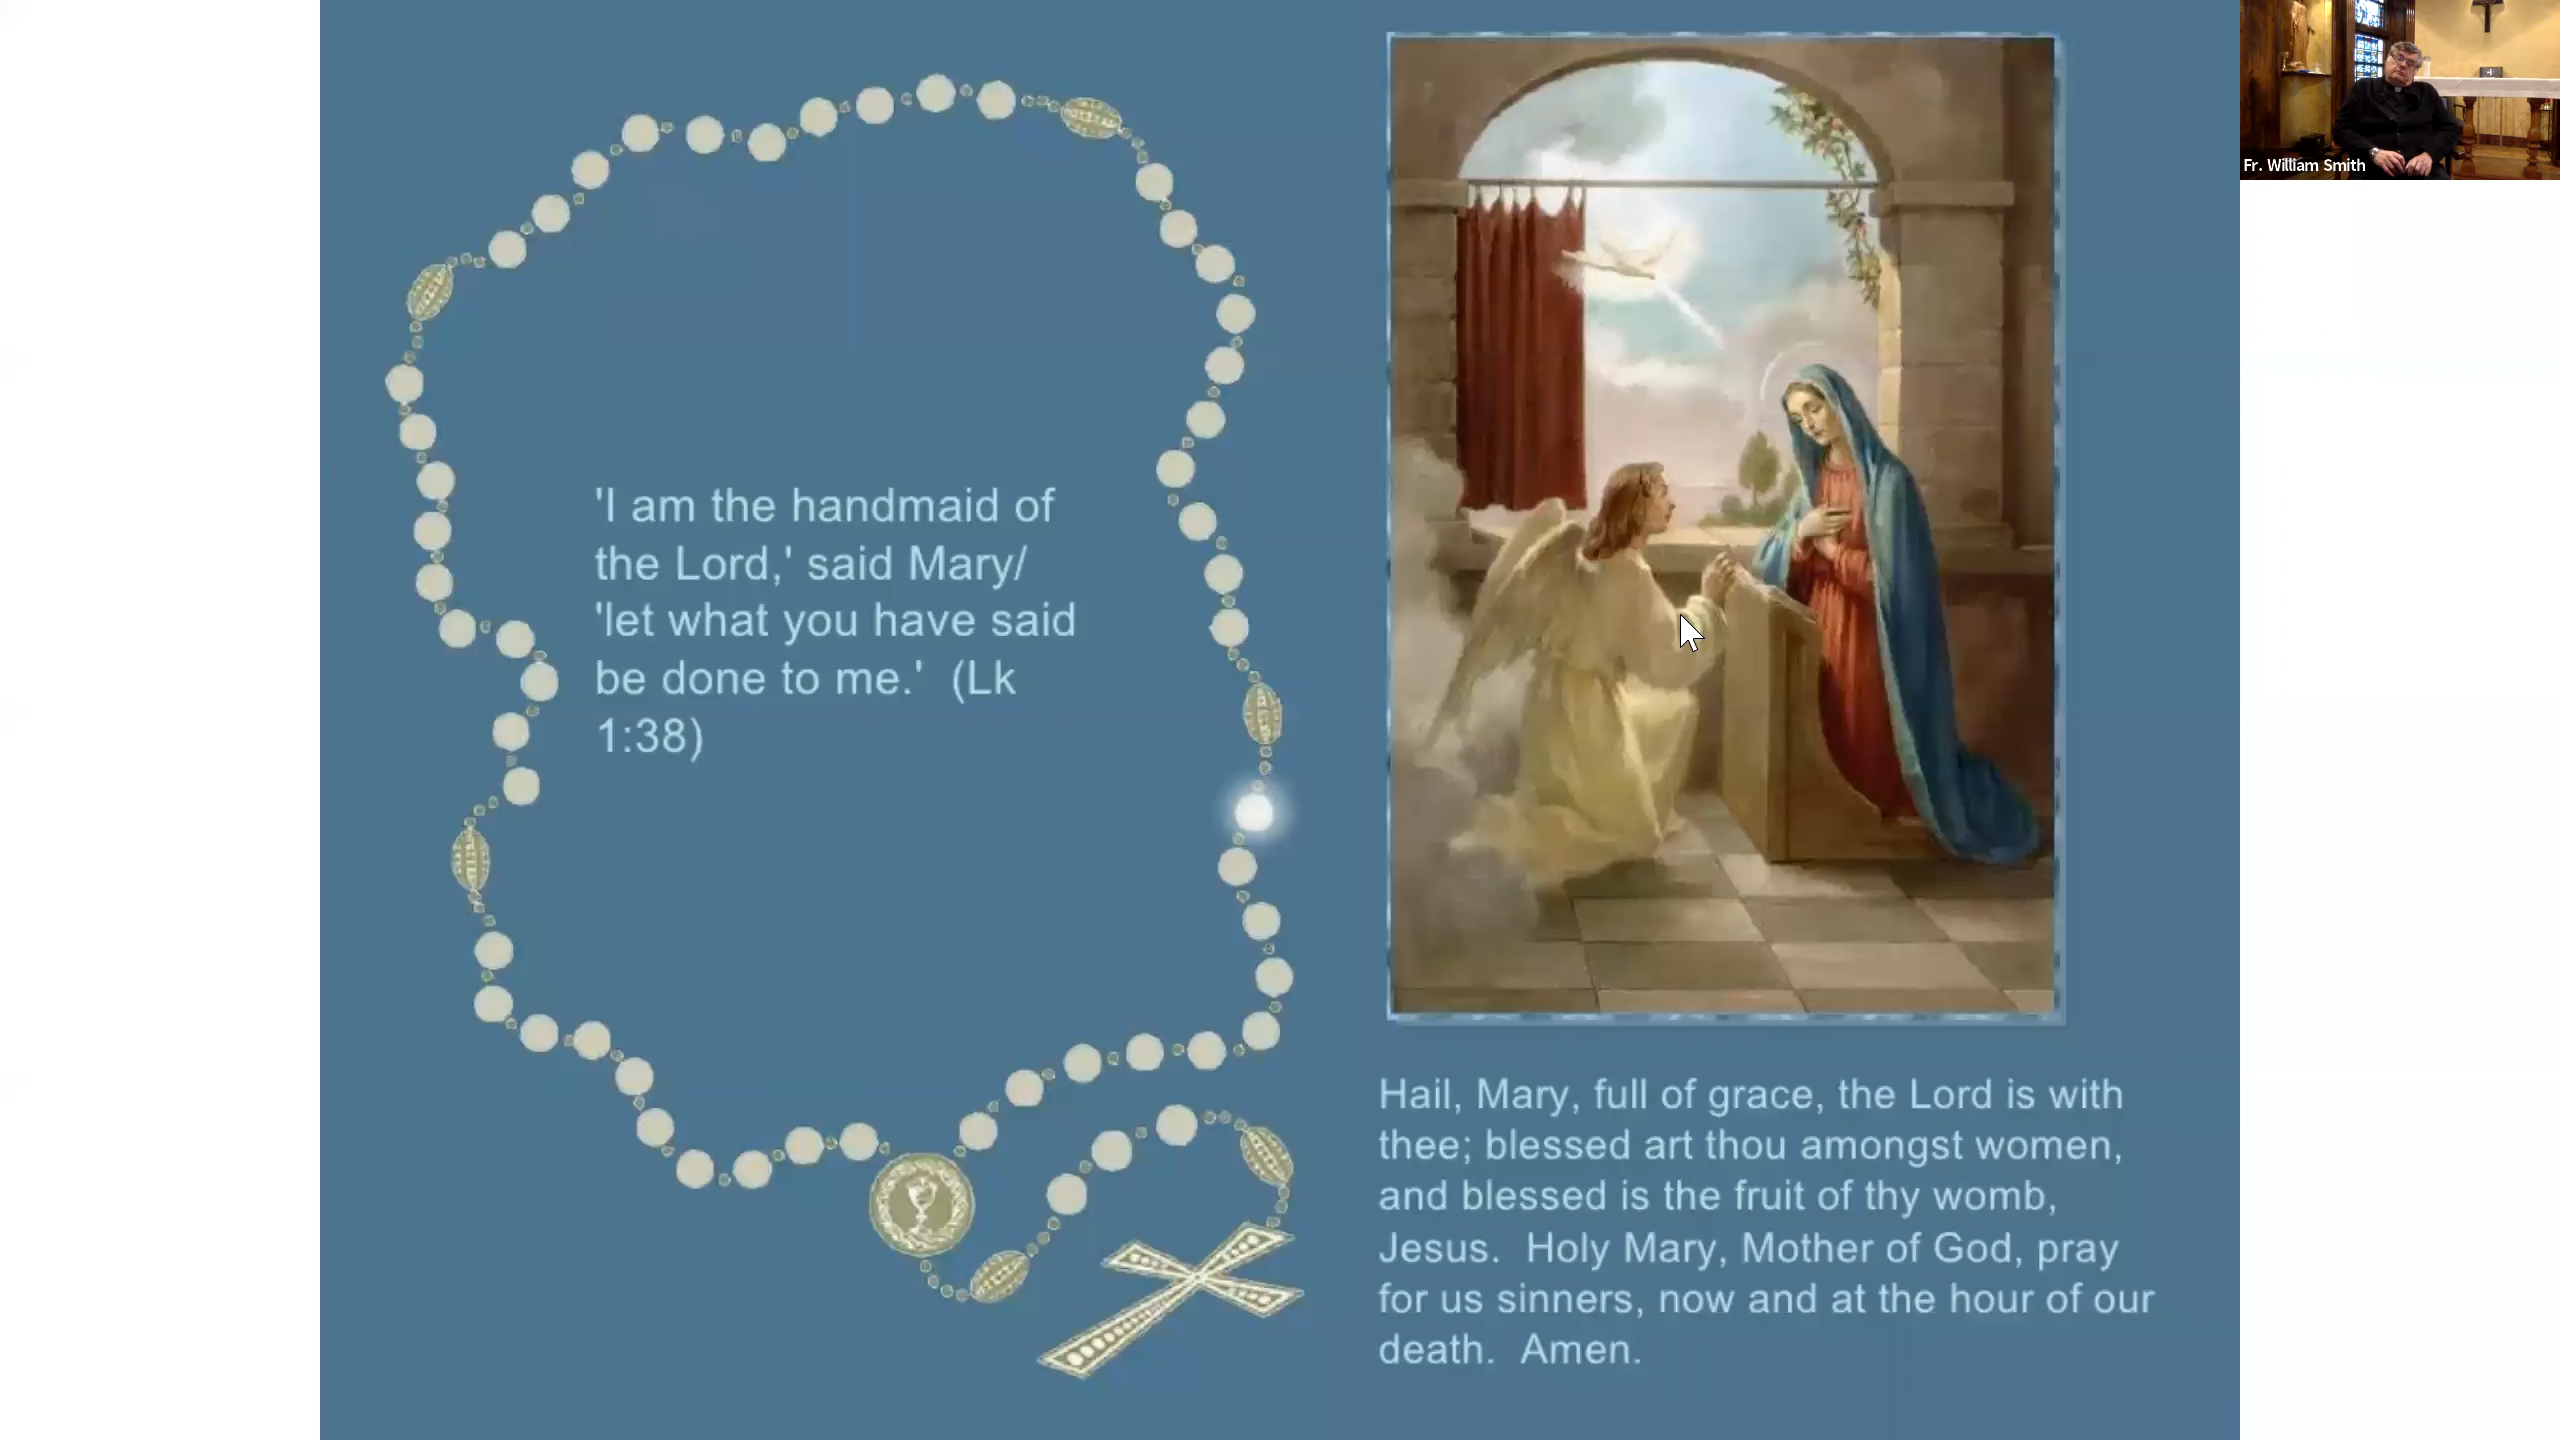 'I am the handmaid of
the Lord,' said Mary/
'let what you have said
be done to me.'  (Lk
1:38)
Hail, Mary, full of grace, the Lord is with
thee; blessed art thou amongst women,
and blessed is the fruit of thy womb,
Jesus.  Holy Mary, Mother of God, pray
for us sinners, now and at the hour of our
death.  Amen.
Fr. William Smith